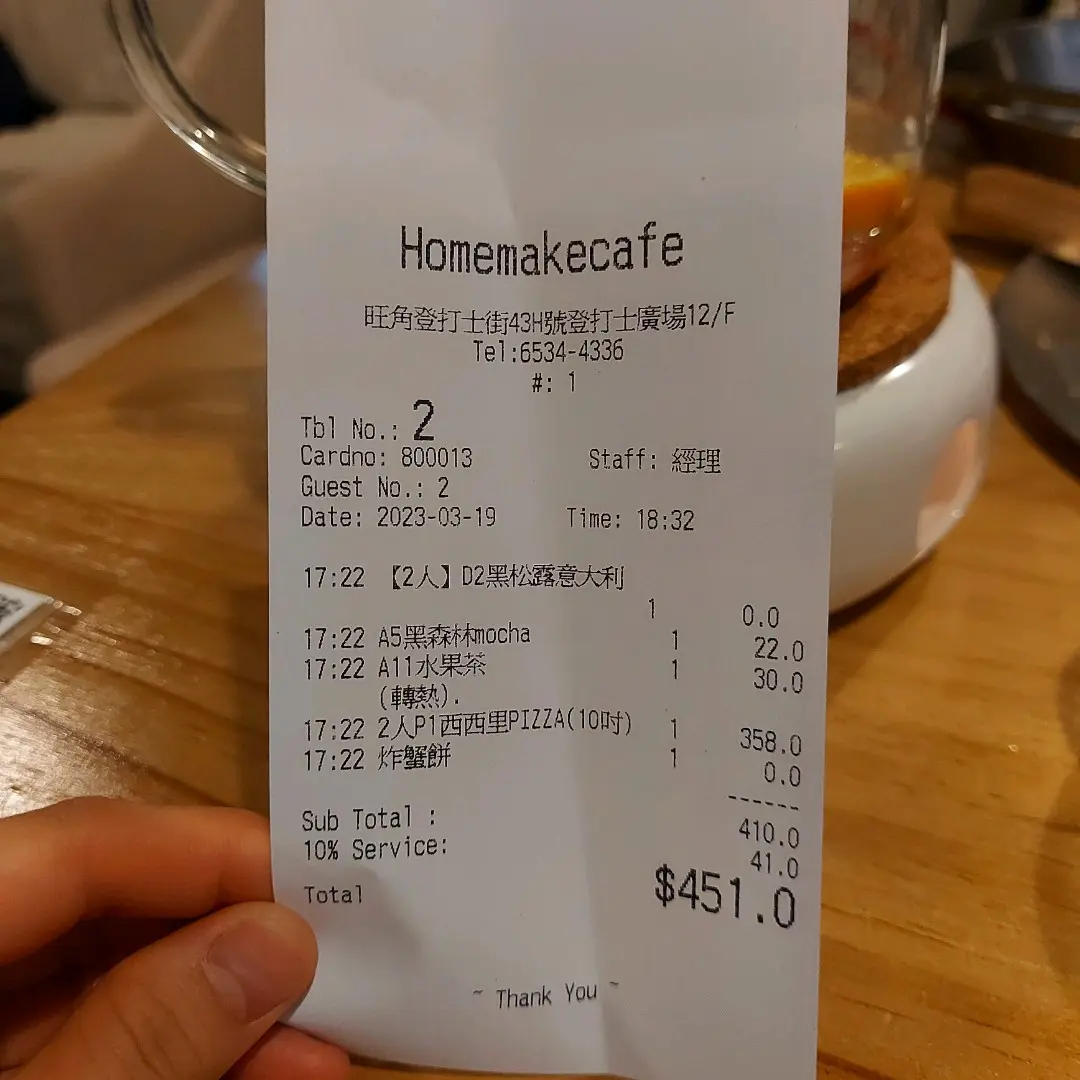 Homemakecafe
旺角登打士街43H號登打士廣場12/F
Tel:6534-4336
#: 1
Tbl No.: 2
Cardno: 800013 Staff: 經理
Guest No.: 2
Date: 2023-03-19 Time: 18:32
17:22 【2人】D2黑松露意大利
1 0.0
17:22 A5黑森林mocha 1 22.0
17:22 A11水果茶 1 30.0
(轉熱).
17:22 2人P1西西里PIZZA(10吋) 1 358.0
17:22 炸蟹餅 1 0.0
------
Sub Total : 410.0
10% Service: 41.0
Total $451.0
~ Thank You ~